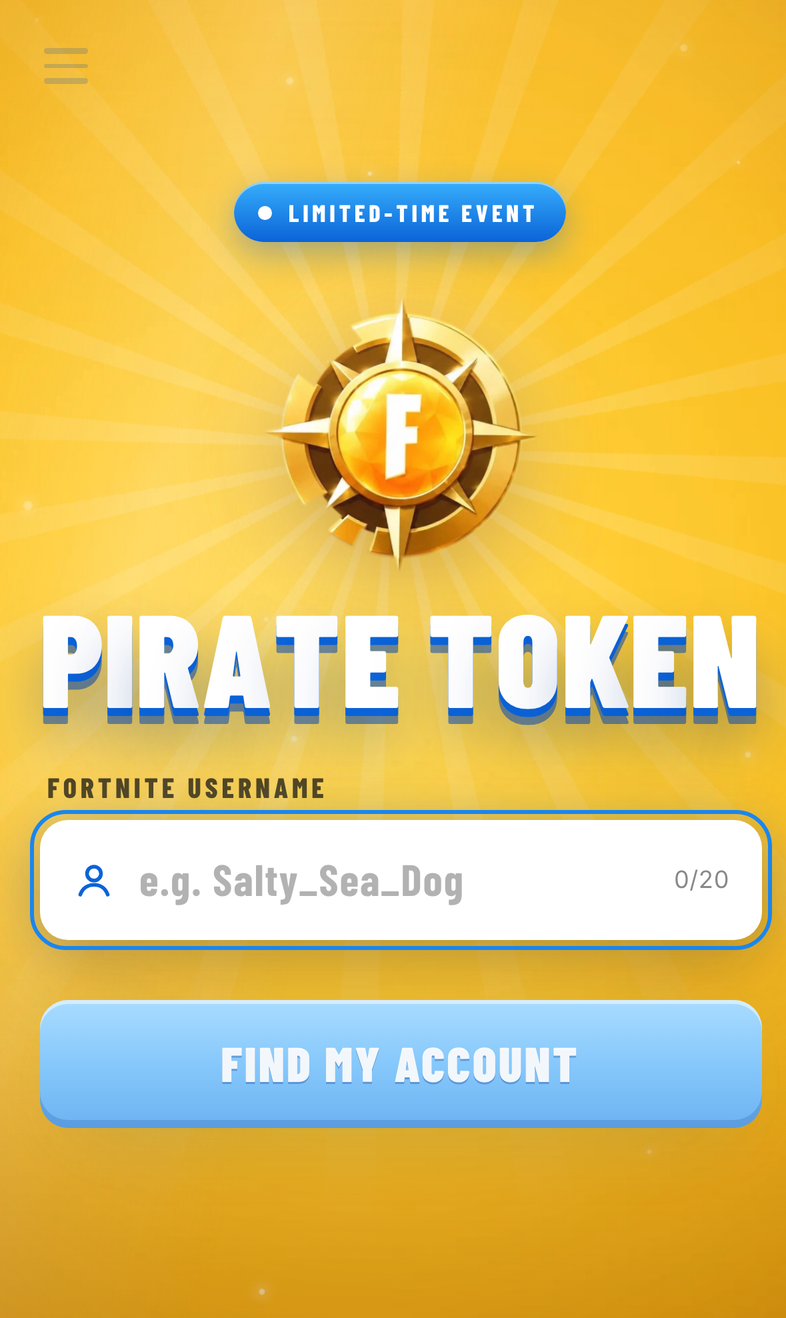 LIMITED-TIME EVENT
F
PIRATE TOKEN
FORTNITE USERNAME
e.g. Salty_Sea_Dog 0/20
FIND MY ACCOUNT